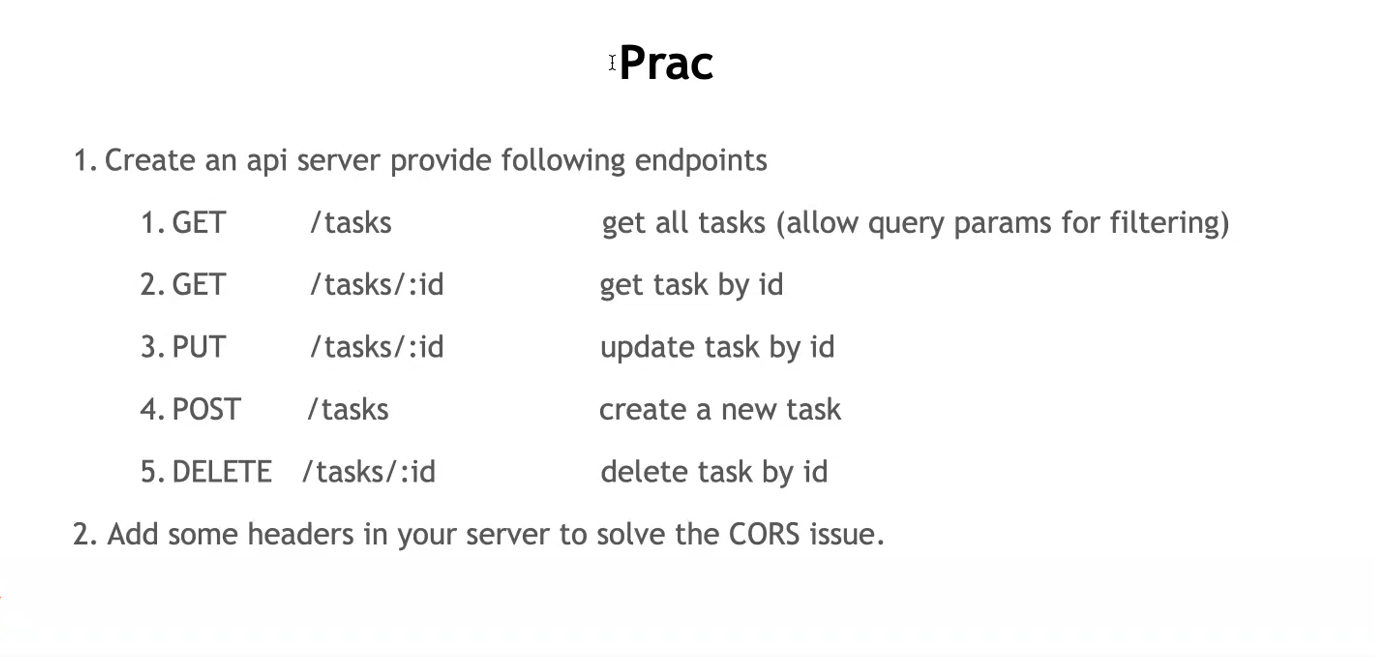 Prac
1. Create an api server provide following endpoints
1. GET /tasks get all tasks (allow query params for filtering)
2. GET /tasks/:id get task by id
3. PUT /tasks/:id update task by id
4. POST /tasks create a new task
5. DELETE /tasks/:id delete task by id
2. Add some headers in your server to solve the CORS issue.